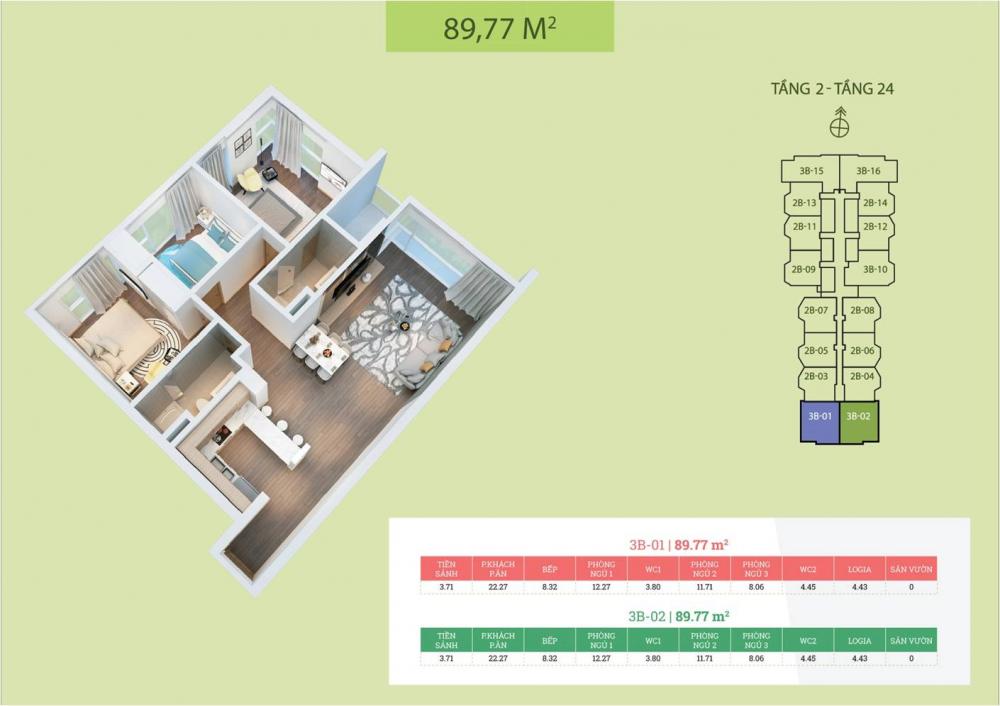 89,77 M²
TẦNG 2 - TẦNG 24
3B-15 3B-16
2B-13 2B-14
2B-11 2B-12
2B-09 3B-10
2B-07 2B-08
2B-05 2B-06
2B-03 2B-04
3B-01 3B-02
3B-01 | 89.77 m²
TIỀN SẢNH P.KHÁCH P.ĂN BẾP PHÒNG NGỦ 1 WC1 PHÒNG NGỦ 2 PHÒNG NGỦ 3 WC2 LOGIA SÂN VƯỜN
3.71 22.27 8.32 12.27 3.80 11.71 8.06 4.45 4.43 0
3B-02 | 89.77 m²
TIỀN SẢNH P.KHÁCH P.ĂN BẾP PHÒNG NGỦ 1 WC1 PHÒNG NGỦ 2 PHÒNG NGỦ 3 WC2 LOGIA SÂN VƯỜN
3.71 22.27 8.32 12.27 3.80 11.71 8.06 4.45 4.43 0